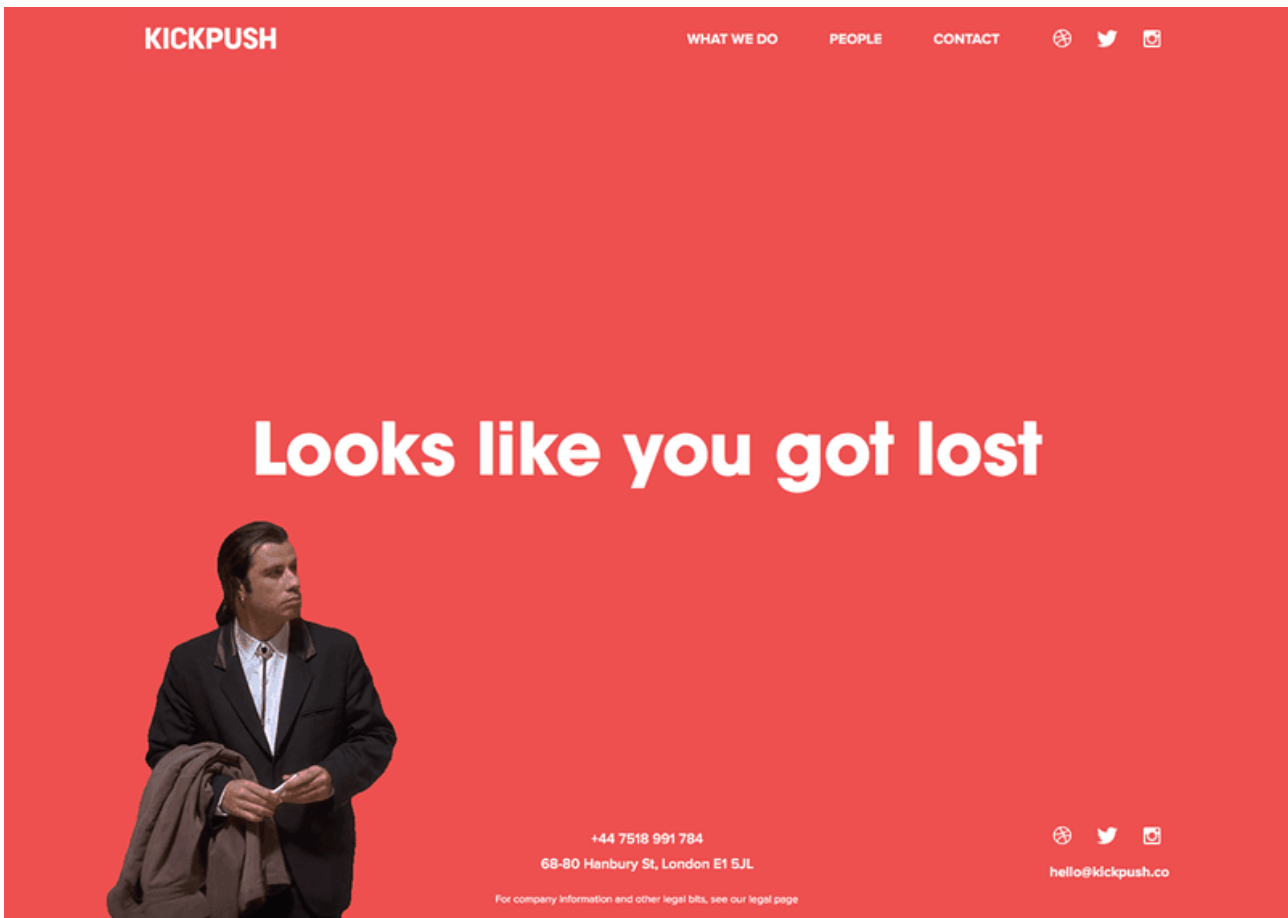 KICKPUSH
WHAT WE DO
PEOPLE
CONTACT
Looks like you got lost
+44 7518 991 784
68-80 Hanbury St, London E1 5JL
hello@kickpush.co
For company information and other legal bits, see our legal page